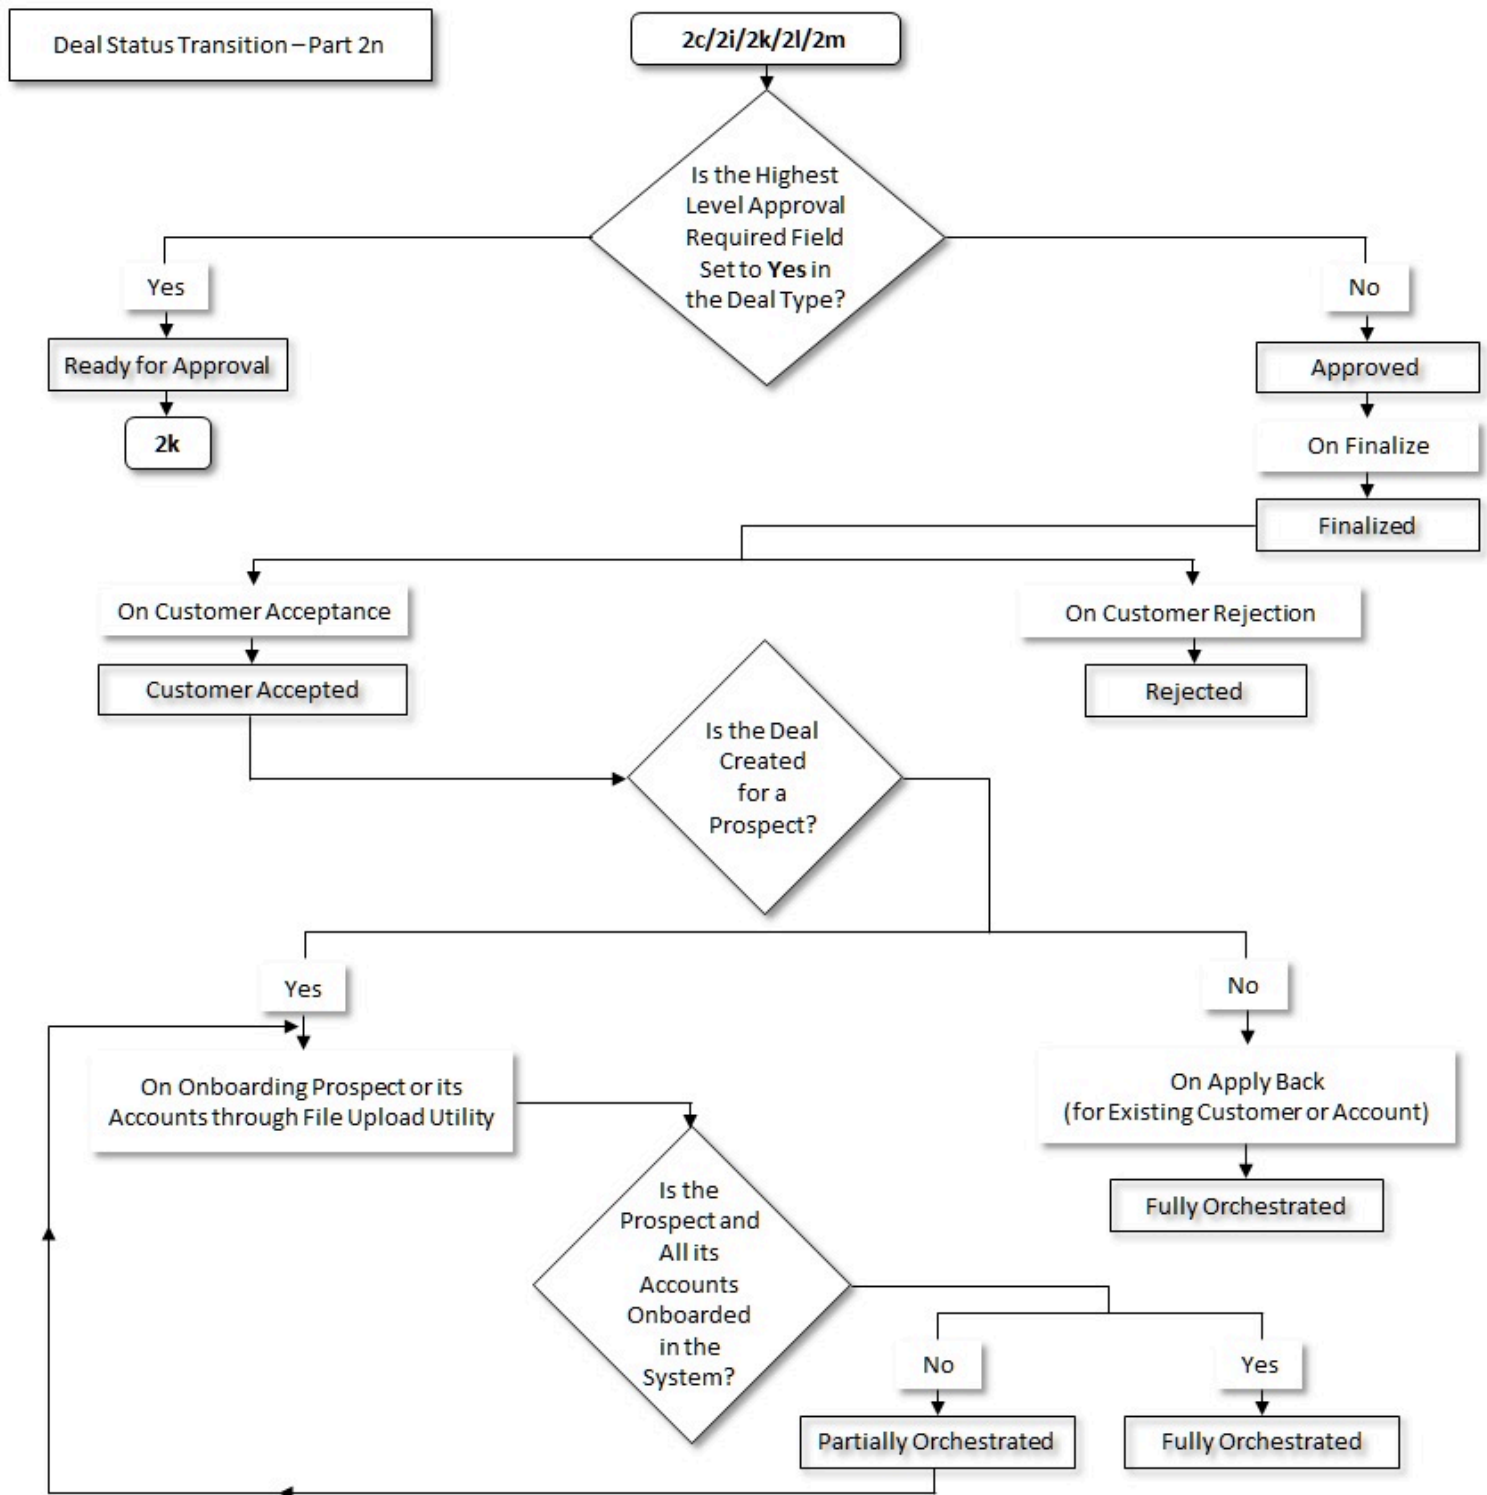 Deal Status Transition – Part 2n
2c/2i/2k/2l/2m
Is the Highest
Level Approval
Required Field
Set to Yes in
the Deal Type?
Yes
No
Ready for Approval
Approved
2k
On Finalize
Finalized
On Customer Acceptance
On Customer Rejection
Customer Accepted
Rejected
Is the Deal
Created
for a
Prospect?
Yes
No
On Onboarding Prospect or its
Accounts through File Upload Utility
On Apply Back
(for Existing Customer or Account)
Fully Orchestrated
Is the
Prospect and
All its
Accounts
Onboarded
in the
System?
No
Yes
Partially Orchestrated
Fully Orchestrated